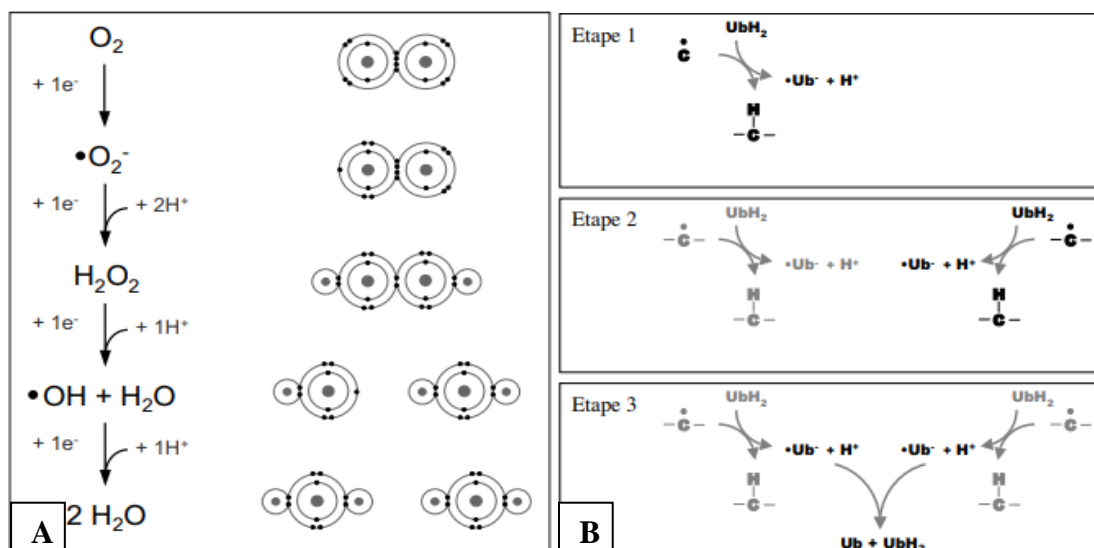 O₂
+ 1e⁻
•O₂⁻
+ 1e⁻
+ 2H⁺
H₂O₂
+ 1e⁻
+ 1H⁺
•OH + H₂O
+ 1e⁻
+ 1H⁺
2 H₂O
A
Etape 1
UbH₂
•C
•Ub⁻ + H⁺
H
–C–
Etape 2
UbH₂
UbH₂
–C–
–C–
•Ub⁻ + H⁺
•Ub⁻ + H⁺
H
H
–C–
–C–
Etape 3
UbH₂
UbH₂
–C–
–C–
•Ub⁻ + H⁺
•Ub⁻ + H⁺
H
H
–C–
–C–
Ub + UbH₂
B